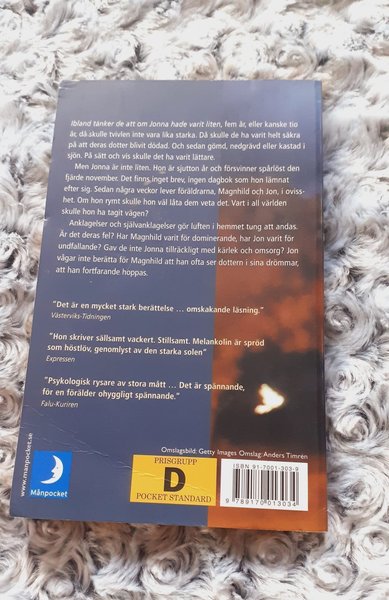 Ibland tänker de att om Jonna hade varit liten, fem år, eller kanske tio
år, då skulle tvivlen inte vara lika starka. Då skulle de ha varit helt säkra
på att deras dotter blivit dödad. Och sedan gömd, nedgrävd eller kastad i
sjön. På sätt och vis skulle det ha varit lättare.
Men Jonna är inte liten. Hon är sjutton år och försvinner spårlöst den
fjärde november. Det finns inget brev, ingen dagbok som hon lämnat
efter sig. Sedan några veckor lever föräldrarna, Magnhild och Jon, i oviss-
het. Om hon rymt skulle hon väl låta dem veta det. Vart i all världen
skulle hon ha tagit vägen?
Anklagelser och självanklagelser gör luften i hemmet tung att andas.
Är det deras fel? Har Magnhild varit för dominerande, har Jon varit för
undfallande? Gav de inte Jonna tillräckligt med kärlek och omsorg? Jon
vågar inte berätta för Magnhild att han ofta ser dottern i sina drömmar,
att han fortfarande hoppas.
"Det är en mycket stark berättelse ... omskakande läsning."
Västerviks-Tidningen
"Hon skriver sällsamt vackert. Stillsamt. Melankolin är spröd
som höstlöv, genomlyst av den starka solen"
Expressen
"Psykologisk rysare av stora mått ... Det är spännande,
för en förälder ohyggligt spännande."
Falu-Kuriren
Omslagsbild: Getty Images Omslag: Anders Timrén
www.manpocket.se
Månpocket
PRISGRUPP
D
POCKET STANDARD
ISBN 91-7001-303-9
9 789170 013034